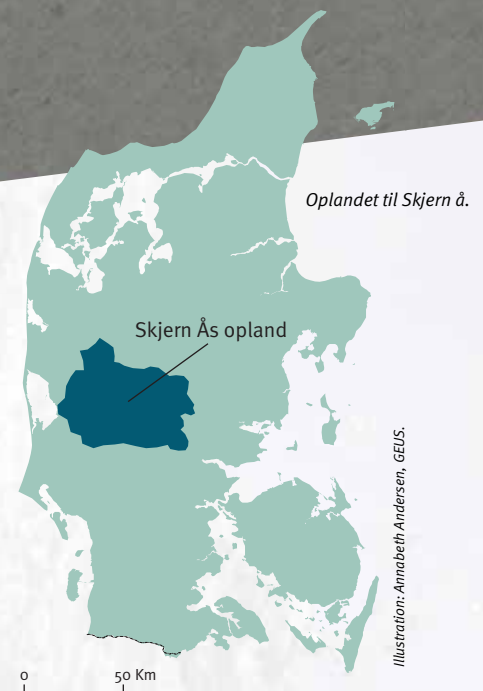 Oplandet til Skjern å.
Skjern Ås opland
Illustration: Annabeth Andersen, GEUS.
0 50 Km